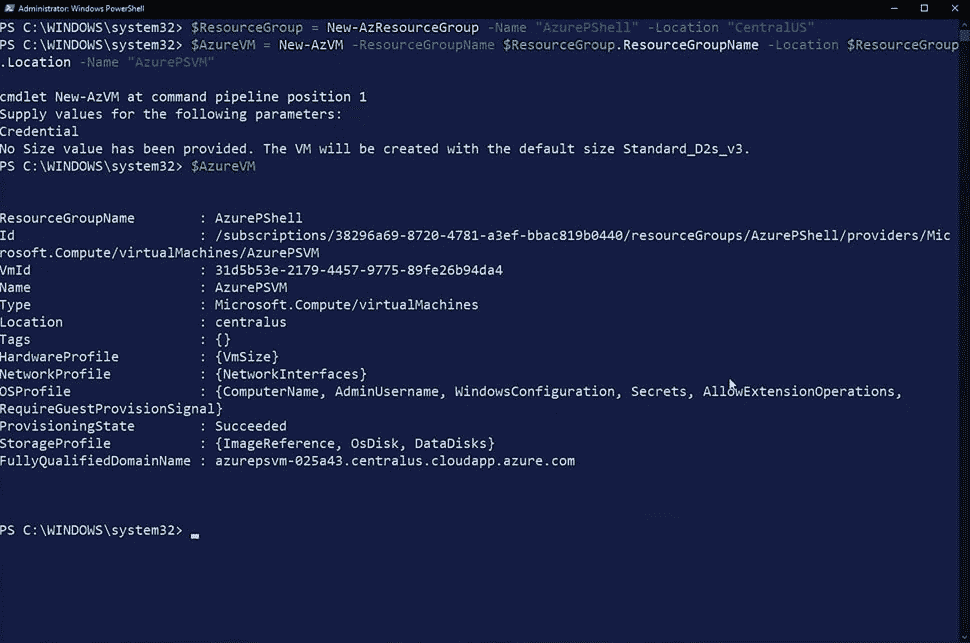 Administrator: Windows PowerShell
PS C:\WINDOWS\system32> $ResourceGroup = New-AzResourceGroup -Name "AzurePShell" -Location "CentralUS"
PS C:\WINDOWS\system32> $AzureVM = New-AzVM -ResourceGroupName $ResourceGroup.ResourceGroupName -Location $ResourceGroup
.Location -Name "AzurePSVM"
cmdlet New-AzVM at command pipeline position 1
Supply values for the following parameters:
Credential
No Size value has been provided. The VM will be created with the default size Standard_D2s_v3.
PS C:\WINDOWS\system32> $AzureVM
ResourceGroupName        : AzurePShell
Id                       : /subscriptions/38296a69-8720-4781-a3ef-bbac819b0440/resourceGroups/AzurePShell/providers/Mic
rosoft.Compute/virtualMachines/AzurePSVM
VmId                     : 31d5b53e-2179-4457-9775-89fe26b94da4
Name                     : AzurePSVM
Type                     : Microsoft.Compute/virtualMachines
Location                 : centralus
Tags                     : {}
HardwareProfile          : {VmSize}
NetworkProfile           : {NetworkInterfaces}
OSProfile                : {ComputerName, AdminUsername, WindowsConfiguration, Secrets, AllowExtensionOperations,
RequireGuestProvisionSignal}
ProvisioningState        : Succeeded
StorageProfile           : {ImageReference, OsDisk, DataDisks}
FullyQualifiedDomainName : azurepsvm-025a43.centralus.cloudapp.azure.com
PS C:\WINDOWS\system32>